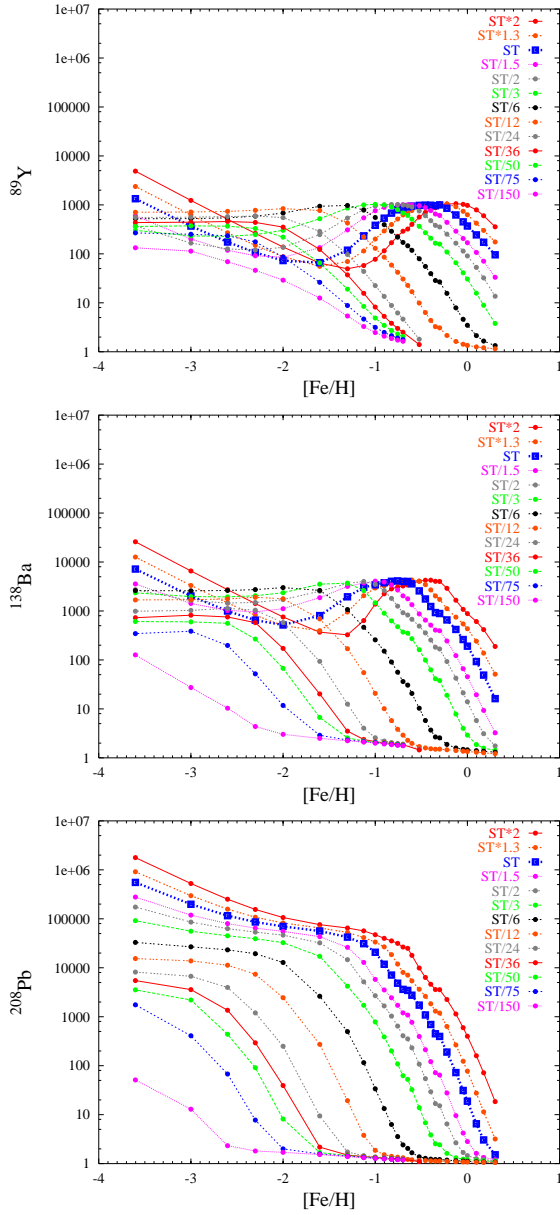 1e+07
1e+06
100000
10000
1000
100
10
1
89Y
ST*2
ST*1.3
ST
ST/1.5
ST/2
ST/3
ST/6
ST/12
ST/24
ST/36
ST/50
ST/75
ST/150
-4 -3 -2 -1 0 1
[Fe/H]
1e+07
1e+06
100000
10000
1000
100
10
1
138Ba
ST*2
ST*1.3
ST
ST/1.5
ST/2
ST/3
ST/6
ST/12
ST/24
ST/36
ST/50
ST/75
ST/150
-4 -3 -2 -1 0 1
[Fe/H]
1e+07
1e+06
100000
10000
1000
100
10
1
208Pb
ST*2
ST*1.3
ST
ST/1.5
ST/2
ST/3
ST/6
ST/12
ST/24
ST/36
ST/50
ST/75
ST/150
-4 -3 -2 -1 0 1
[Fe/H]